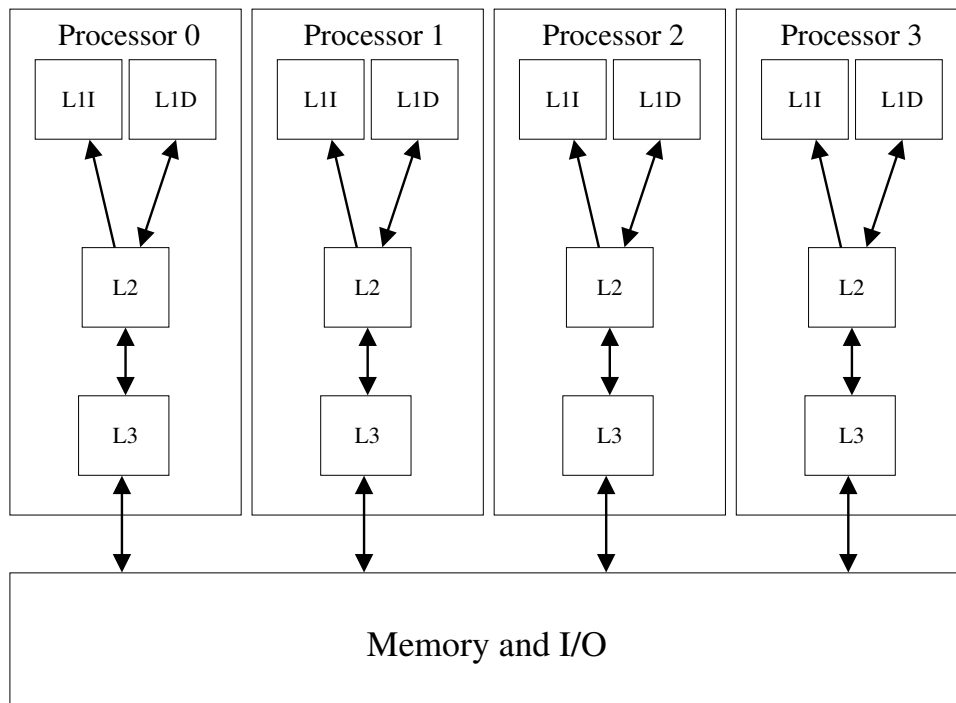 Processor 0
Processor 1
Processor 2
Processor 3
L1I
L1D
L1I
L1D
L1I
L1D
L1I
L1D
L2
L2
L2
L2
L3
L3
L3
L3
Memory and I/O